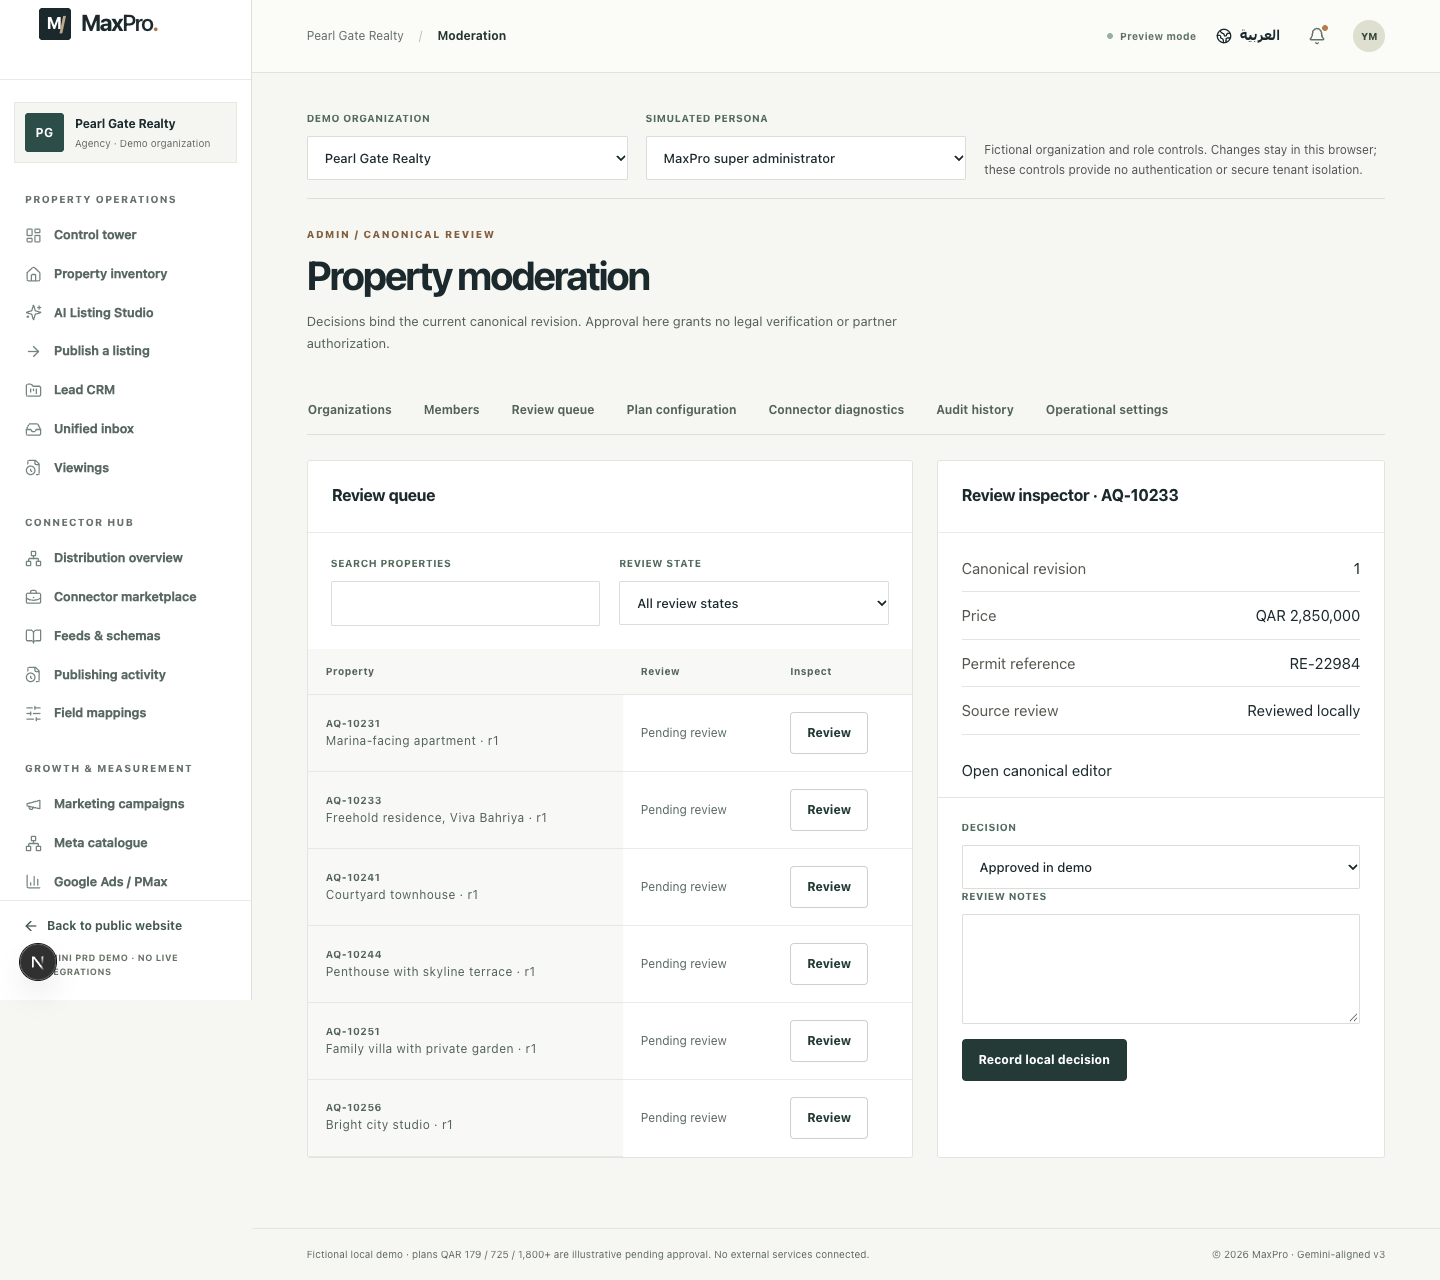 M/ MaxPro.
Pearl Gate Realty / Moderation
Preview mode
العربية
YM
PG
Pearl Gate Realty
Agency · Demo organization
PROPERTY OPERATIONS
Control tower
Property inventory
AI Listing Studio
Publish a listing
Lead CRM
Unified inbox
Viewings
CONNECTOR HUB
Distribution overview
Connector marketplace
Feeds & schemas
Publishing activity
Field mappings
GROWTH & MEASUREMENT
Marketing campaigns
Meta catalogue
Google Ads / PMax
Back to public website
INI PRD DEMO · NO LIVE
EGRATIONS
N
DEMO ORGANIZATION
Pearl Gate Realty
SIMULATED PERSONA
MaxPro super administrator
Fictional organization and role controls. Changes stay in this browser;
these controls provide no authentication or secure tenant isolation.
ADMIN / CANONICAL REVIEW
Property moderation
Decisions bind the current canonical revision. Approval here grants no legal verification or partner
authorization.
Organizations Members Review queue Plan configuration Connector diagnostics Audit history Operational settings
Review queue
SEARCH PROPERTIES
REVIEW STATE
All review states
Property Review Inspect
AQ-10231
Marina-facing apartment · r1
Pending review
Review
AQ-10233
Freehold residence, Viva Bahriya · r1
Pending review
Review
AQ-10241
Courtyard townhouse · r1
Pending review
Review
AQ-10244
Penthouse with skyline terrace · r1
Pending review
Review
AQ-10251
Family villa with private garden · r1
Pending review
Review
AQ-10256
Bright city studio · r1
Pending review
Review
Review inspector · AQ-10233
Canonical revision 1
Price QAR 2,850,000
Permit reference RE-22984
Source review Reviewed locally
Open canonical editor
DECISION
Approved in demo
REVIEW NOTES
Record local decision
Fictional local demo · plans QAR 179 / 725 / 1,800+ are illustrative pending approval. No external services connected.
© 2026 MaxPro · Gemini-aligned v3